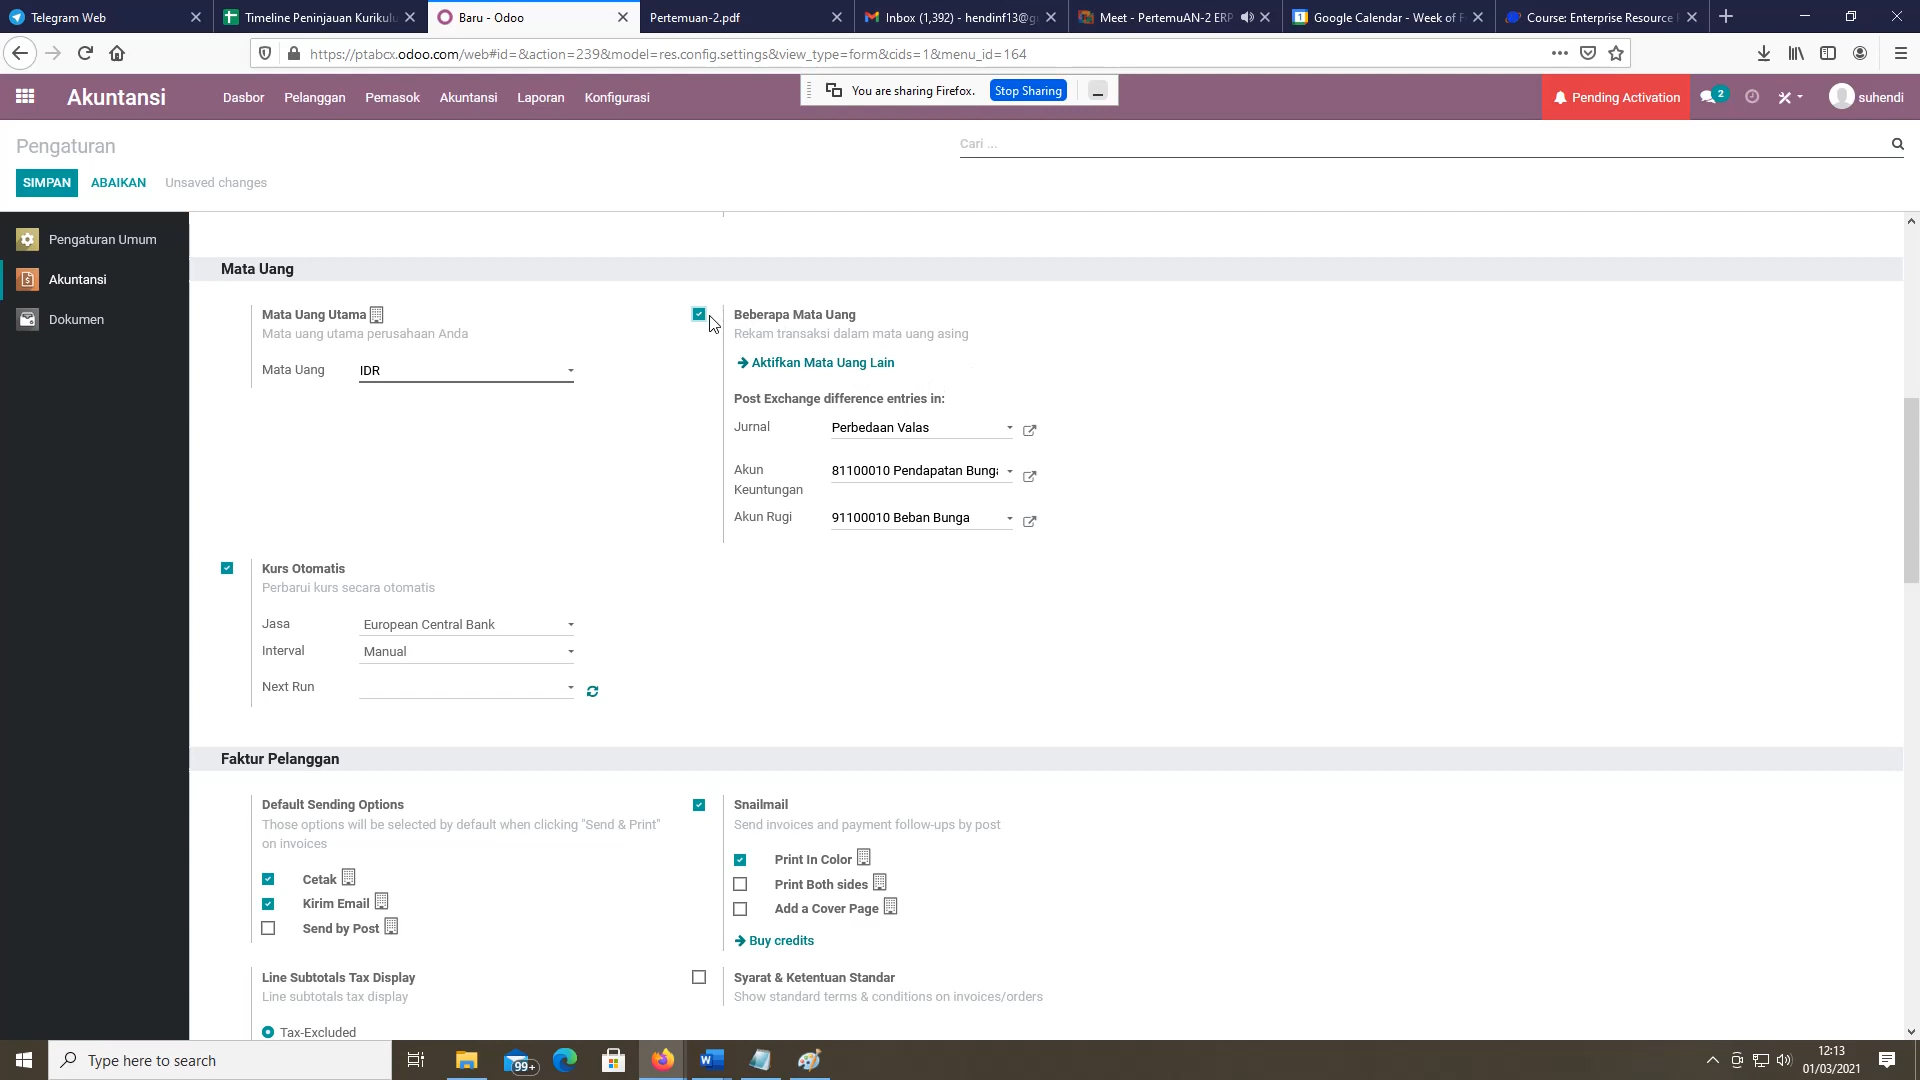 Telegram Web
Timeline Peninjauan Kurikulu
Baru - Odoo
Pertemuan-2.pdf
Inbox (1,392) - hendinf13@g
Meet - PertemuAN-2 ERP
Google Calendar - Week of F
Course: Enterprise Resource P
https://ptabcx.odoo.com/web#id=&action=239&model=res.config.settings&view_type=form&cids=1&menu_id=164
Akuntansi
Dasbor
Pelanggan
Pemasok
Akuntansi
Laporan
Konfigurasi
You are sharing Firefox.
Stop Sharing
Pending Activation
2
suhendi
Pengaturan
Cari ...
SIMPAN
ABAIKAN
Unsaved changes
Pengaturan Umum
Akuntansi
Dokumen
Mata Uang
Mata Uang Utama
Mata uang utama perusahaan Anda
Mata Uang
IDR
Beberapa Mata Uang
Rekam transaksi dalam mata uang asing
Aktifkan Mata Uang Lain
Post Exchange difference entries in:
Jurnal
Perbedaan Valas
Akun
Keuntungan
81100010 Pendapatan Bunga
Akun Rugi
91100010 Beban Bunga
Kurs Otomatis
Perbarui kurs secara otomatis
Jasa
European Central Bank
Interval
Manual
Next Run
Faktur Pelanggan
Default Sending Options
Those options will be selected by default when clicking "Send & Print"
on invoices
Cetak
Kirim Email
Send by Post
Snailmail
Send invoices and payment follow-ups by post
Print In Color
Print Both sides
Add a Cover Page
Buy credits
Line Subtotals Tax Display
Line subtotals tax display
Tax-Excluded
Syarat & Ketentuan Standar
Show standard terms & conditions on invoices/orders
Type here to search
99+
12:13
01/03/2021